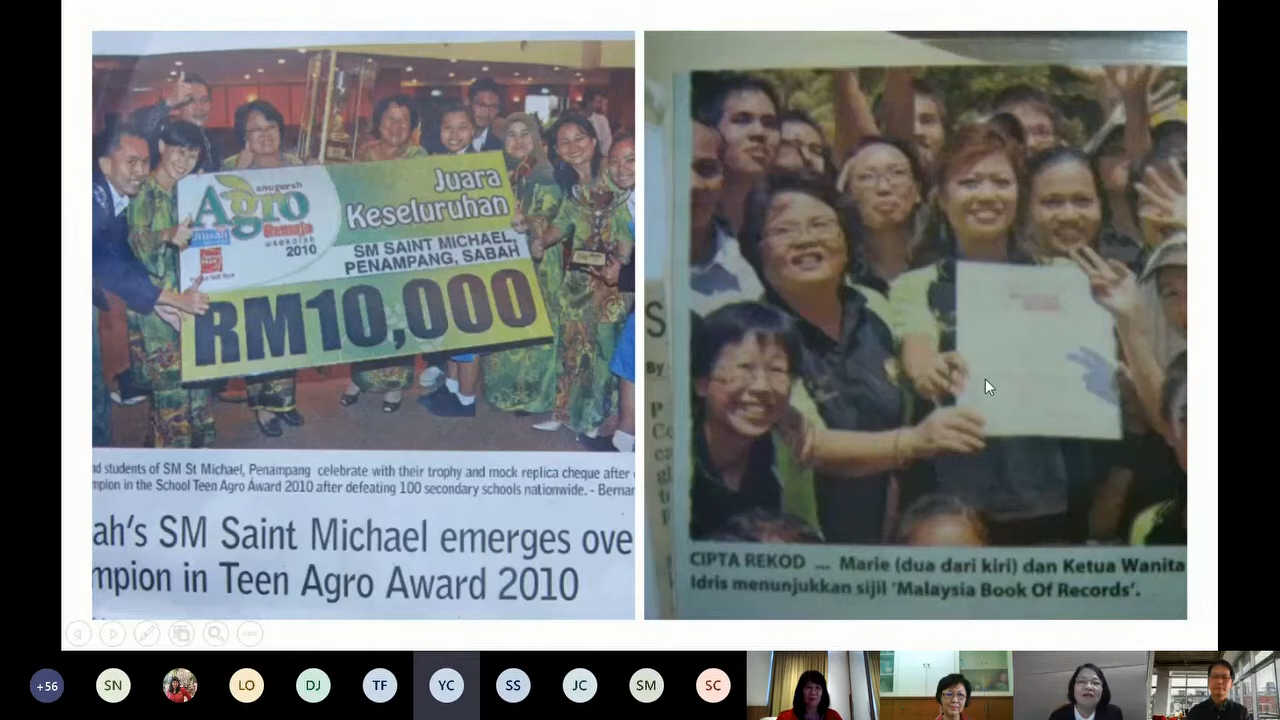 anugerah
Agro
Remaja
@sekolah
2010
Juara
Keseluruhan
SM SAINT MICHAEL,
PENAMPANG, SABAH
RM10,000
nd students of SM St Michael, Penampang celebrate with their trophy and mock replica cheque after
mpion in the School Teen Agro Award 2010 after defeating 100 secondary schools nationwide. - Bernar
ah's SM Saint Michael emerges ove
mpion in Teen Agro Award 2010
S
By
CIPTA REKOD ... Marie (dua dari kiri) dan Ketua Wanita
Idris menunjukkan sijil 'Malaysia Book Of Records'.
+56
SN
LO
DJ
TF
YC
SS
JC
SM
SC